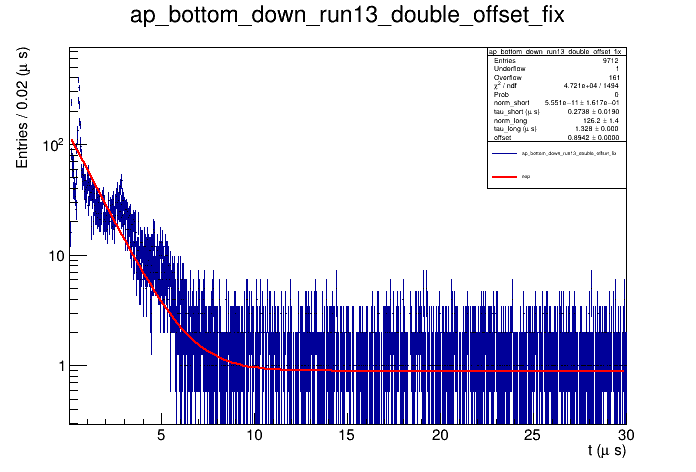 ap_bottom_down_run13_double_offset_fix
Entries / 0.02 (μ s)
10²
10
1
5
10
15
20
25
30
t (μ s)
ap_bottom_down_run13_double_offset_fix
Entries 9712
Underflow 1
Overflow 161
χ² / ndf 4.721e+04 / 1494
Prob 0
norm_short 5.551e−11 ± 1.617e−01
tau_short (μ s) 0.2738 ± 0.0190
norm_long 126.2 ± 1.4
tau_long (μ s) 1.328 ± 0.000
offset 0.8942 ± 0.0000
ap_bottom_down_run13_double_offset_fix